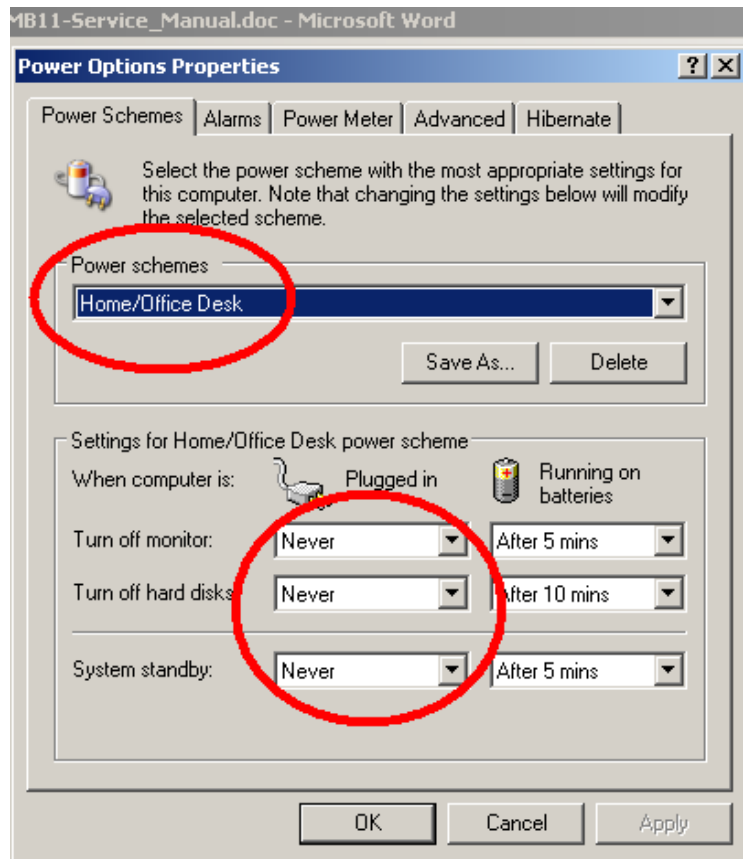 MB11-Service_Manual.doc - Microsoft Word
Power Options Properties
Power Schemes Alarms Power Meter Advanced Hibernate
Select the power scheme with the most appropriate settings for
this computer. Note that changing the settings below will modify
the selected scheme.
Power schemes
Home/Office Desk
Save As... Delete
Settings for Home/Office Desk power scheme
When computer is: Plugged in Running on
batteries
Turn off monitor: Never After 5 mins
Turn off hard disks Never After 10 mins
System standby: Never After 5 mins
OK Cancel Apply